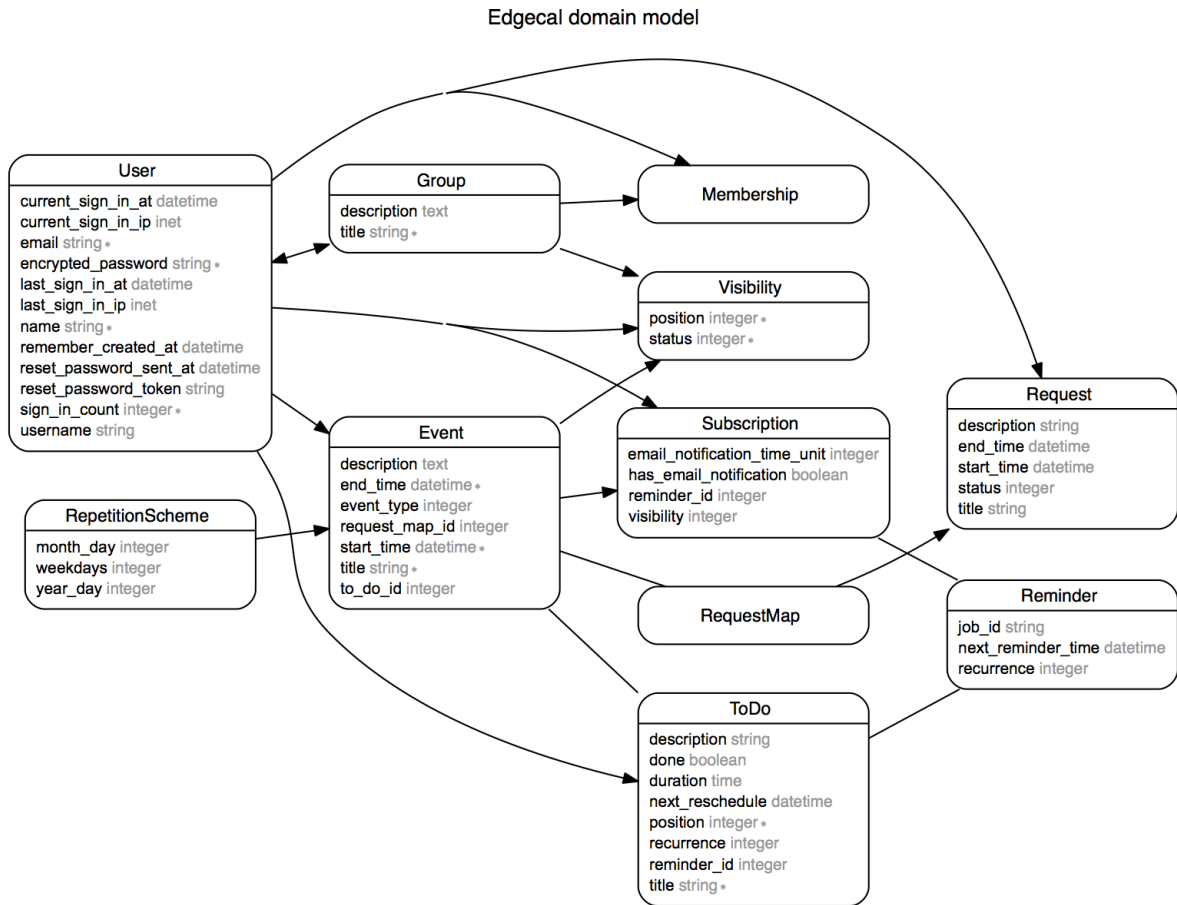 Edgecal domain model
User
current_sign_in_at datetime
current_sign_in_ip inet
email string *
encrypted_password string *
last_sign_in_at datetime
last_sign_in_ip inet
name string *
remember_created_at datetime
reset_password_sent_at datetime
reset_password_token string
sign_in_count integer *
username string
Group
description text
title string *
Membership
Visibility
position integer *
status integer *
Request
description string
end_time datetime
start_time datetime
status integer
title string
Event
description text
end_time datetime *
event_type integer
request_map_id integer
start_time datetime *
title string *
to_do_id integer
Subscription
email_notification_time_unit integer
has_email_notification boolean
reminder_id integer
visibility integer
RepetitionScheme
month_day integer
weekdays integer
year_day integer
RequestMap
Reminder
job_id string
next_reminder_time datetime
recurrence integer
ToDo
description string
done boolean
duration time
next_reschedule datetime
position integer *
recurrence integer
reminder_id integer
title string *